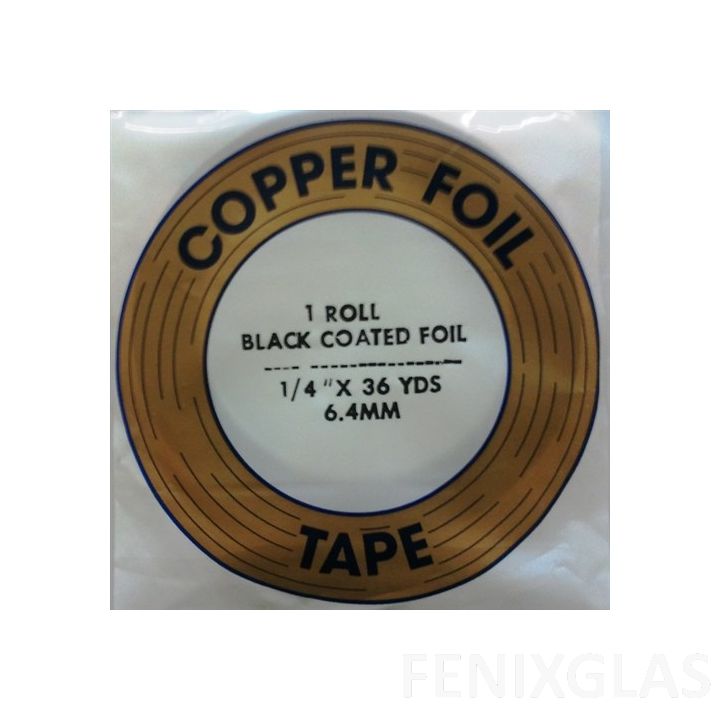 COPPER FOIL
1 ROLL
BLACK COATED FOIL
1/4 "X 36 YDS
6.4MM
TAPE
FENIXGLAS